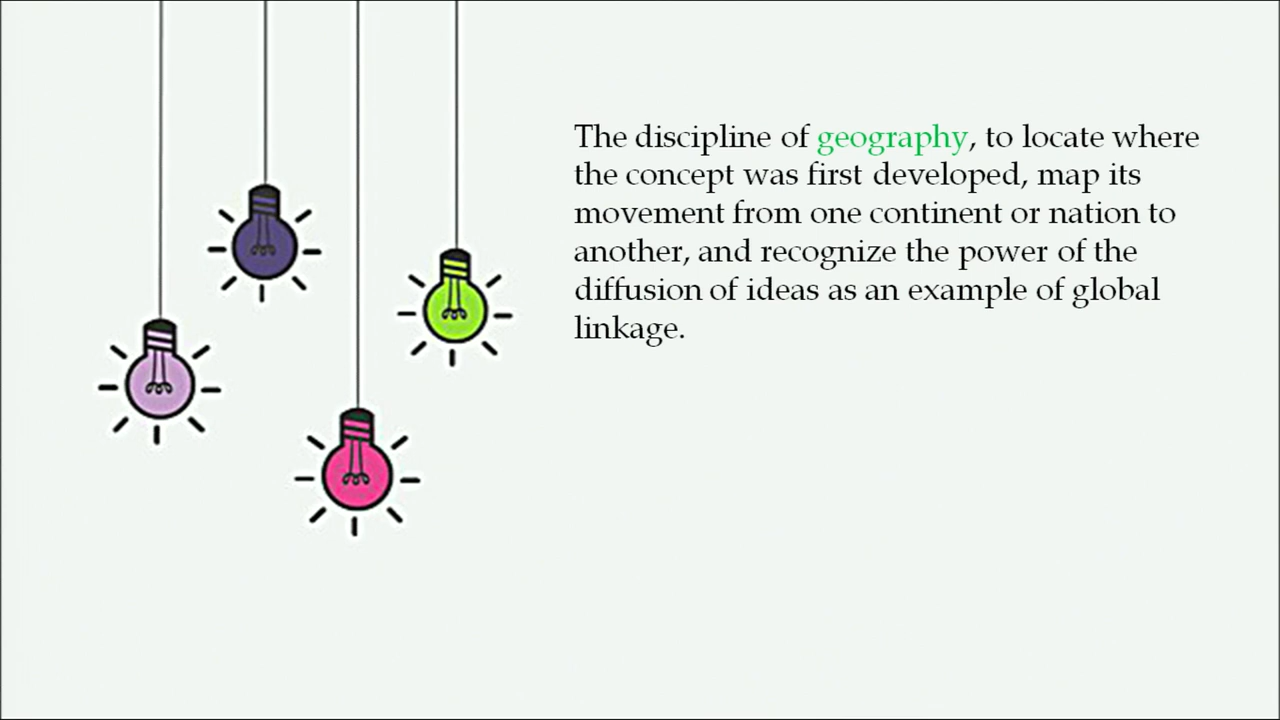 The discipline of geography, to locate where
the concept was first developed, map its
movement from one continent or nation to
another, and recognize the power of the
diffusion of ideas as an example of global
linkage.